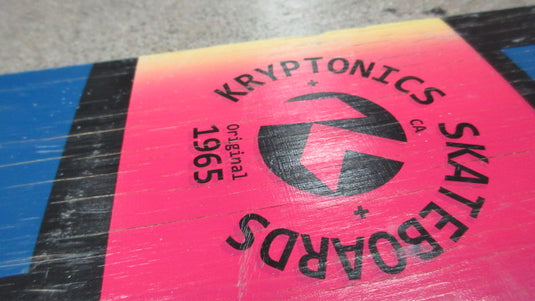 KRYPTONICS
SKATEBOARDS
CA
Original
1965